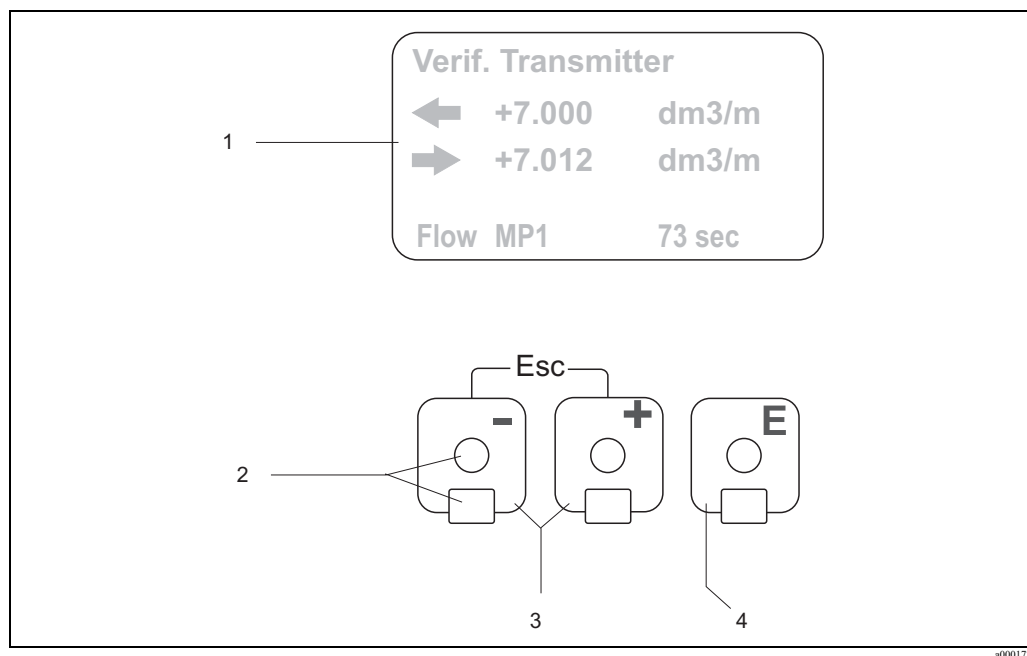 Verif. Transmitter
+7.000 dm3/m
1
+7.012 dm3/m
Flow MP1 73 sec
Esc
- + E
2
3 4
a00017